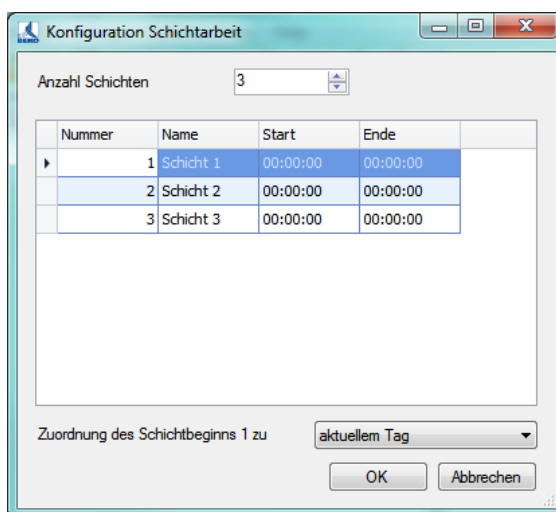 Konfiguration Schichtarbeit
Anzahl Schichten 3
Nummer Name Start Ende
1 Schicht 1 00:00:00 00:00:00
2 Schicht 2 00:00:00 00:00:00
3 Schicht 3 00:00:00 00:00:00
Zuordnung des Schichtbeginns 1 zu aktuellem Tag
OK Abbrechen